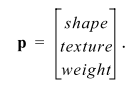 shape
p = texture .
weight